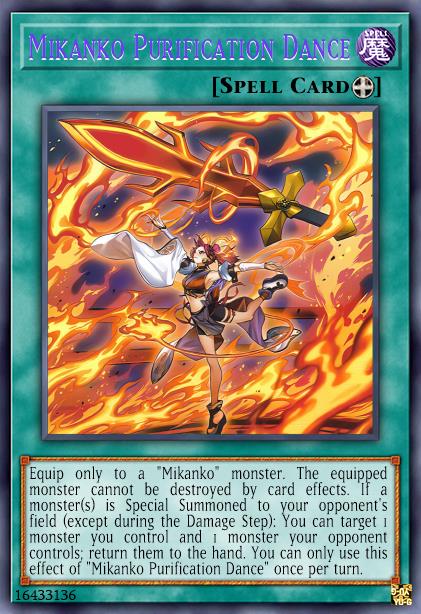 Mikanko Purification Dance
SPELL
魔
[Spell Card]
Equip only to a "Mikanko" monster. The equipped
monster cannot be destroyed by card effects. If a
monster(s) is Special Summoned to your opponent's
field (except during the Damage Step): You can target 1
monster you control and 1 monster your opponent
controls; return them to the hand. You can only use this
effect of "Mikanko Purification Dance" once per turn.
16433136